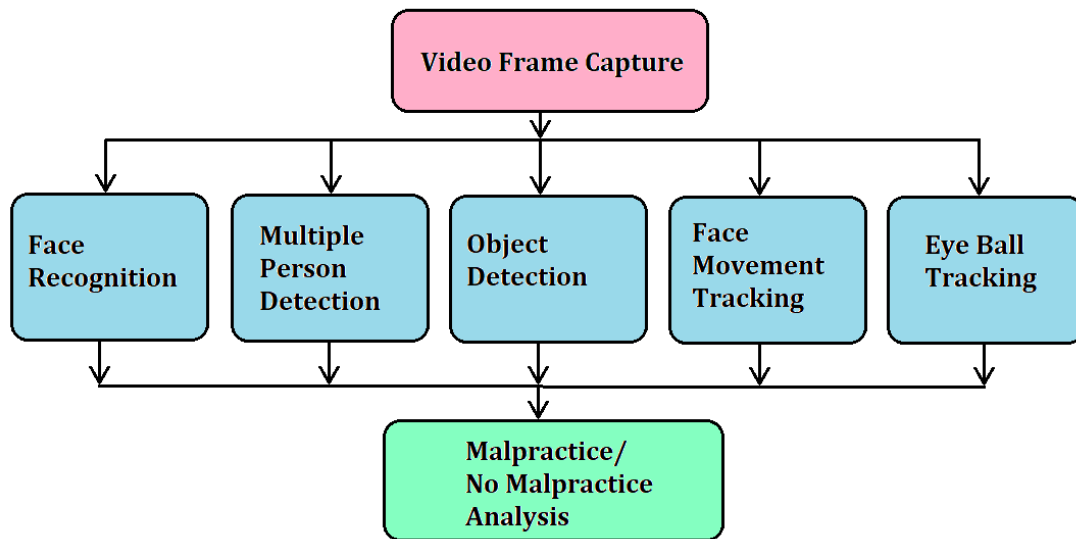 Video Frame Capture
Face
Recognition
Multiple
Person
Detection
Object
Detection
Face
Movement
Tracking
Eye Ball
Tracking
Malpractice/
No Malpractice
Analysis